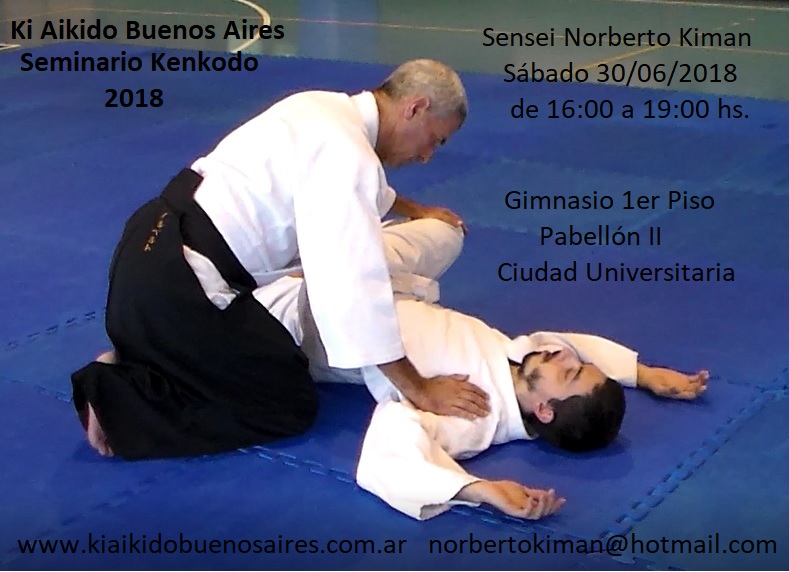 Ki Aikido Buenos Aires
Seminario Kenkodo
2018
Sensei Norberto Kiman
Sábado 30/06/2018
de 16:00 a 19:00 hs.
Gimnasio 1er Piso
Pabellón II
Ciudad Universitaria
www.kiaikidobuenosaires.com.ar norbertokiman@hotmail.com